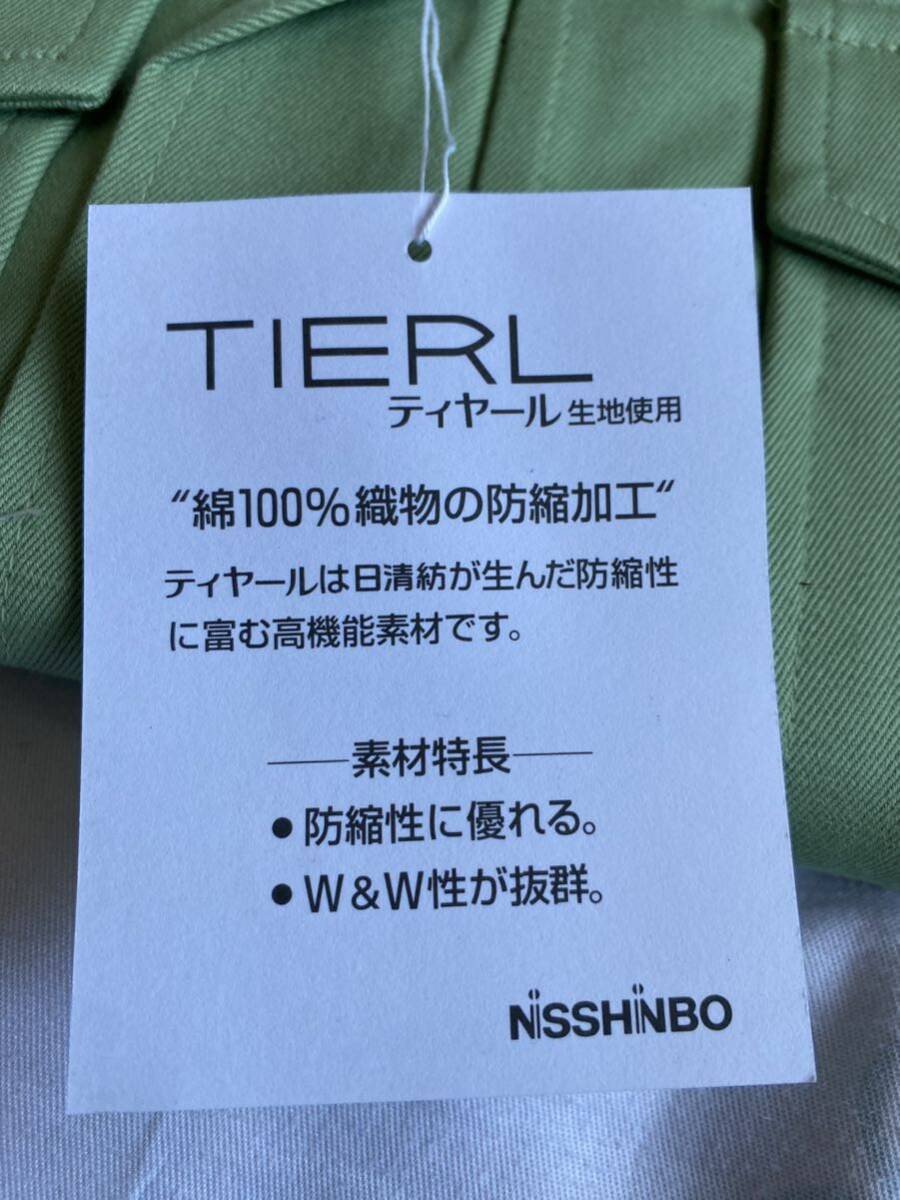 TIERL
ティヤール 生地使用
“綿100%織物の防縮加工“
ティヤールは日清紡が生んだ防縮性
に富む高機能素材です。
素材特長
●防縮性に優れる。
●W&W性が抜群。
NISSHINBO